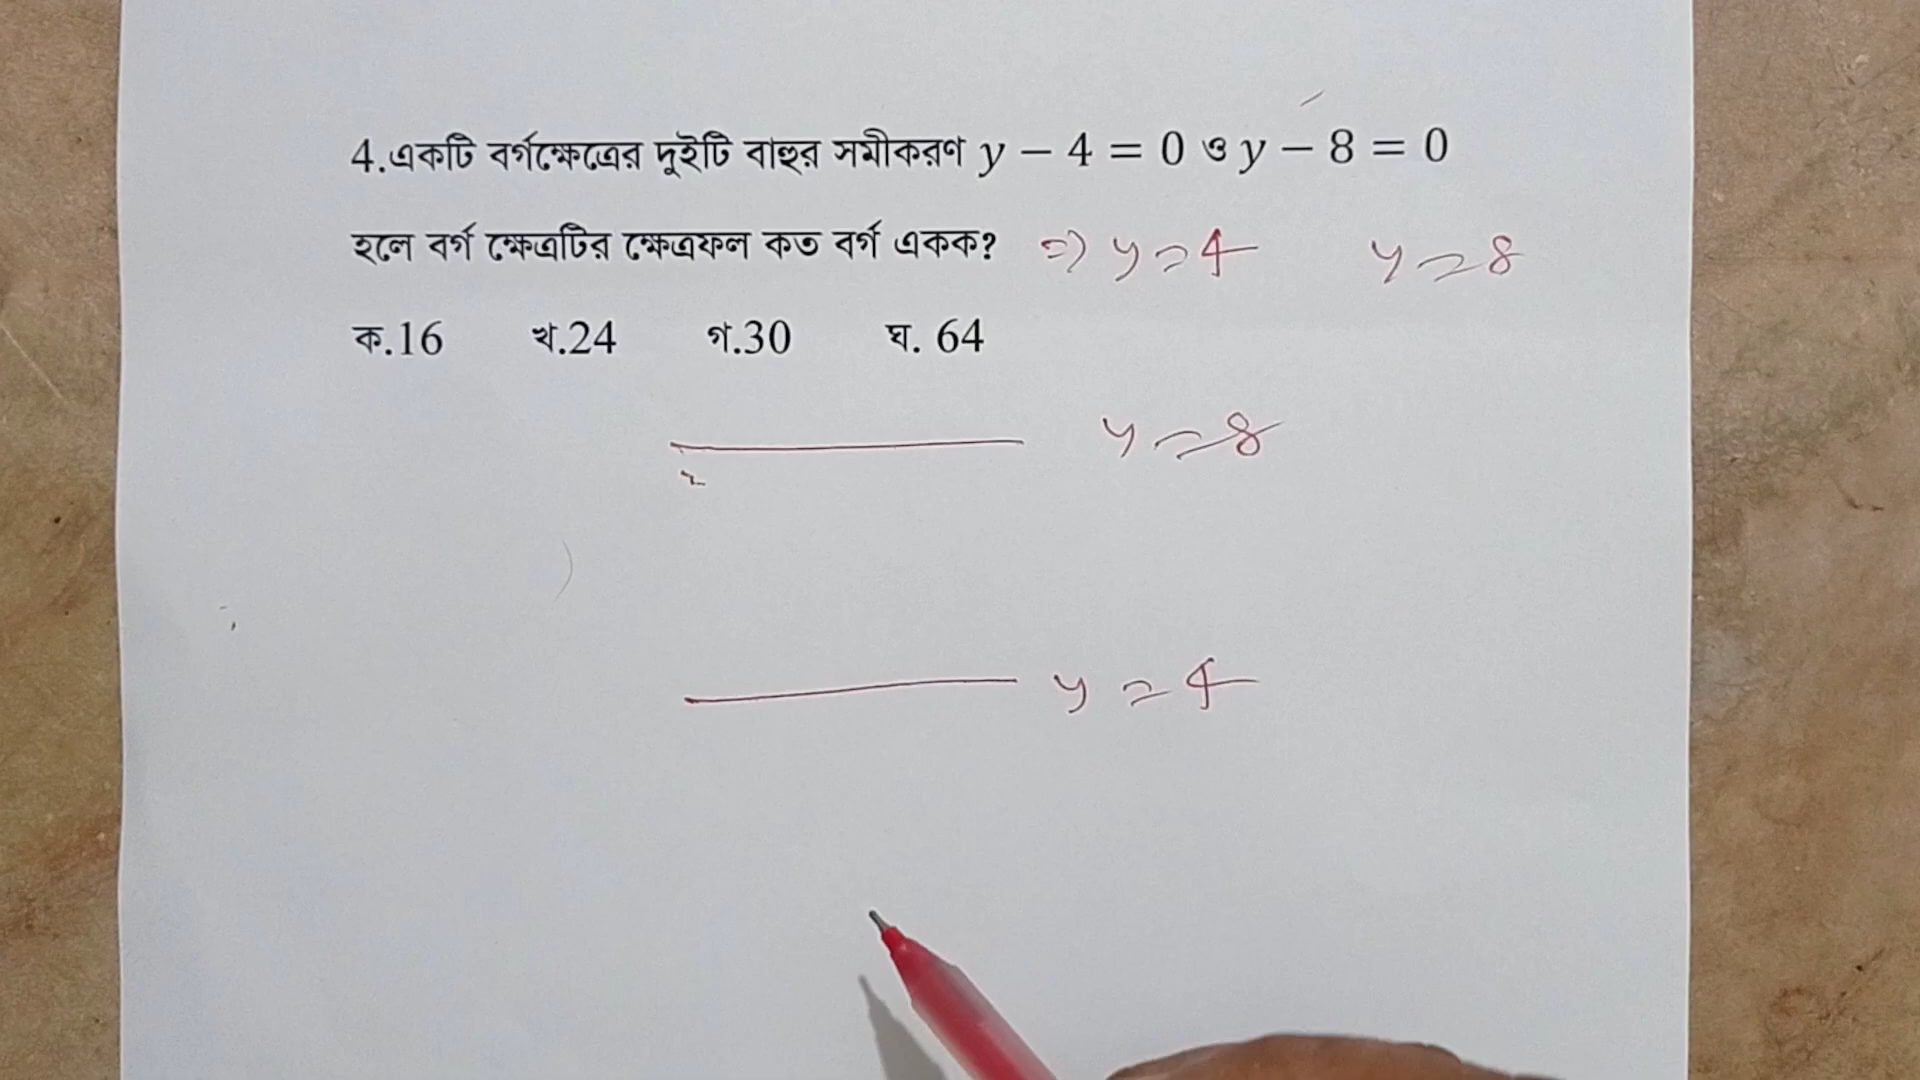 4.একটি বর্গক্ষেত্রের দুইটি বাহুর সমীকরণ y − 4 = 0 ও y − 8 = 0
হলে বর্গ ক্ষেত্রটির ক্ষেত্রফল কত বর্গ একক? ⇒ y = 4 y = 8
ক.16 খ.24 গ.30 ঘ. 64
y = 8
y = 4